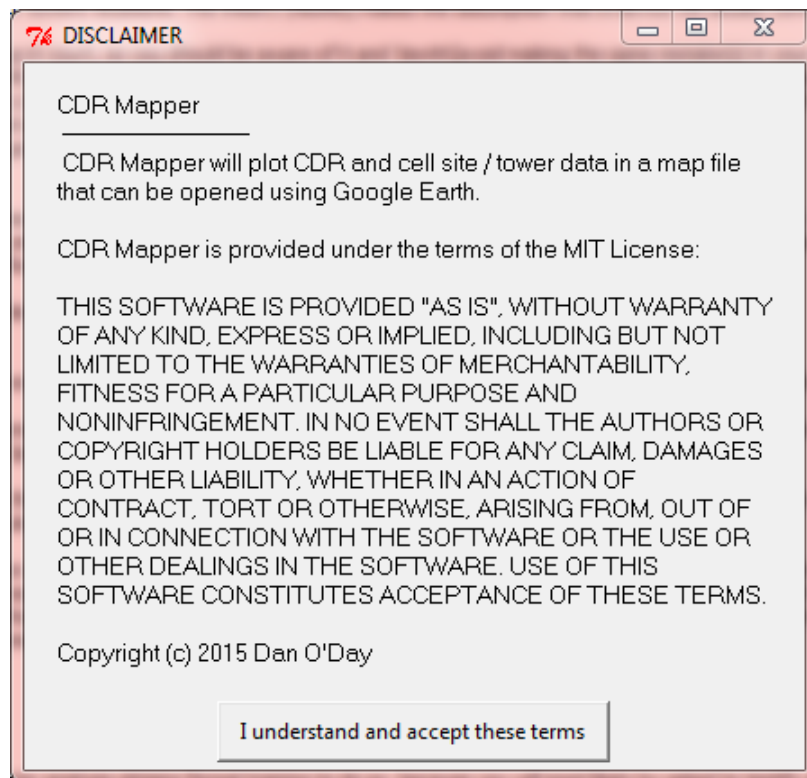 DISCLAIMER
CDR Mapper
CDR Mapper will plot CDR and cell site / tower data in a map file
that can be opened using Google Earth.
CDR Mapper is provided under the terms of the MIT License:
THIS SOFTWARE IS PROVIDED "AS IS", WITHOUT WARRANTY
OF ANY KIND, EXPRESS OR IMPLIED, INCLUDING BUT NOT
LIMITED TO THE WARRANTIES OF MERCHANTABILITY,
FITNESS FOR A PARTICULAR PURPOSE AND
NONINFRINGEMENT. IN NO EVENT SHALL THE AUTHORS OR
COPYRIGHT HOLDERS BE LIABLE FOR ANY CLAIM, DAMAGES
OR OTHER LIABILITY, WHETHER IN AN ACTION OF
CONTRACT, TORT OR OTHERWISE, ARISING FROM, OUT OF
OR IN CONNECTION WITH THE SOFTWARE OR THE USE OR
OTHER DEALINGS IN THE SOFTWARE. USE OF THIS
SOFTWARE CONSTITUTES ACCEPTANCE OF THESE TERMS.
Copyright (c) 2015 Dan O'Day
I understand and accept these terms